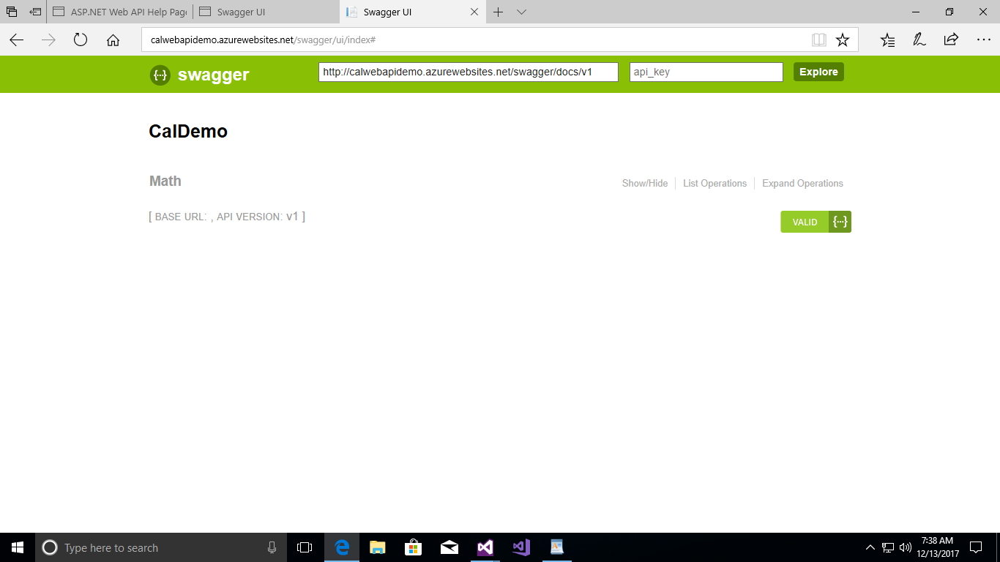 ASP.NET Web API Help Page
Swagger UI
Swagger UI
calwebapidemo.azurewebsites.net/swagger/ui/index#
swagger
http://calwebapidemo.azurewebsites.net/swagger/docs/v1
api_key
Explore
CalDemo
Math
Show/Hide
List Operations
Expand Operations
[ BASE URL: , API VERSION: v1 ]
VALID {···}
Type here to search
7:38 AM
12/13/2017